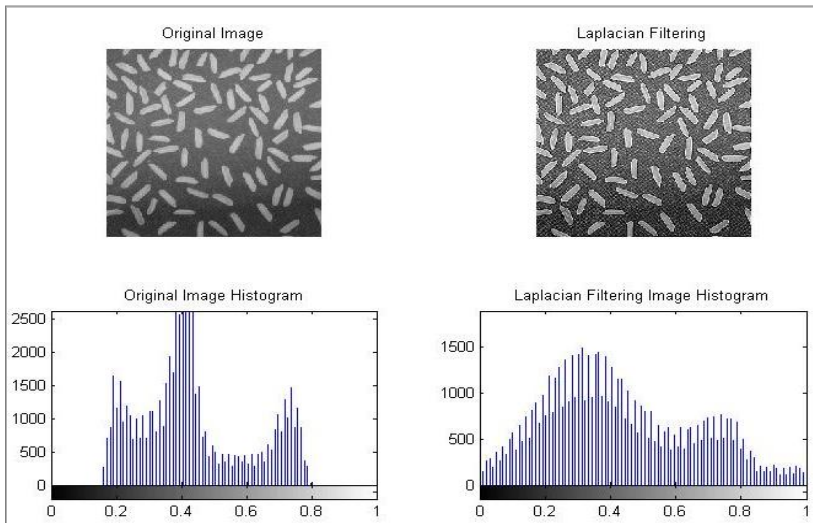 Original Image
Laplacian Filtering
Original Image Histogram
2500
2000
1500
1000
500
0
0 0.2 0.4 0.6 0.8 1
Laplacian Filtering Image Histogram
1500
1000
500
0
0 0.2 0.4 0.6 0.8 1